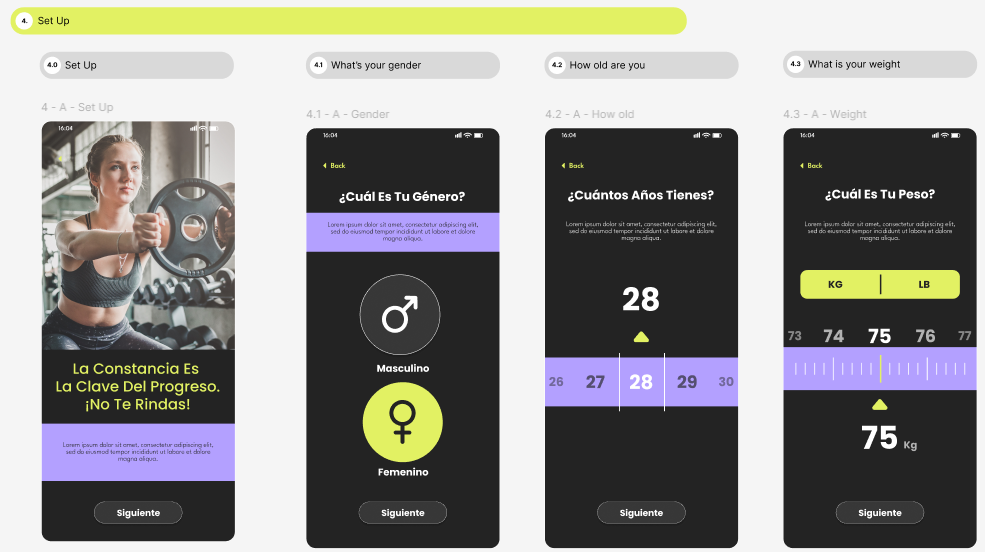 4. Set Up
4.0 Set Up
4.1 What's your gender
4.2 How old are you
4.3 What is your weight
4 - A - Set Up
16:04
La Constancia Es
La Clave Del Progreso.
¡No Te Rindas!
Lorem ipsum dolor sit amet, consectetur adipiscing elit,
sed do eiusmod tempor incididunt ut labore et dolore
magna aliqua.
Siguiente
4.1 - A - Gender
16:04
Back
¿Cuál Es Tu Género?
Lorem ipsum dolor sit amet, consectetur adipiscing elit,
sed do eiusmod tempor incididunt ut labore et dolore
magna aliqua.
Masculino
Femenino
Siguiente
4.2 - A - How old
16:04
Back
¿Cuántos Años Tienes?
Lorem ipsum dolor sit amet, consectetur adipiscing elit,
sed do eiusmod tempor incididunt ut labore et dolore
magna aliqua.
28
26 27 28 29 30
Siguiente
4.3 - A - Weight
16:04
Back
¿Cuál Es Tu Peso?
Lorem ipsum dolor sit amet, consectetur adipiscing elit,
sed do eiusmod tempor incididunt ut labore et dolore
magna aliqua.
KG LB
73 74 75 76 77
75 Kg
Siguiente